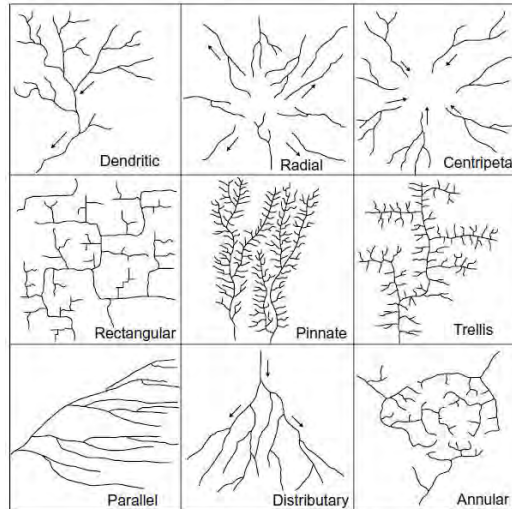 Dendritic
Radial
Centripeta
Rectangular
Pinnate
Trellis
Parallel
Distributary
Annular